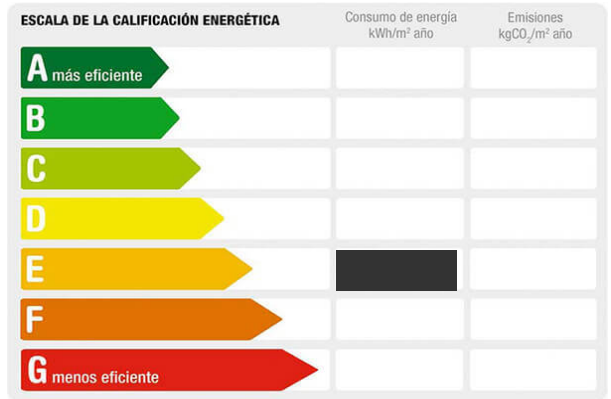 ESCALA DE LA CALIFICACIÓN ENERGÉTICA
Consumo de energía
kWh/m² año
Emisiones
kgCO₂/m² año
A más eficiente
B
C
D
E
F
G menos eficiente